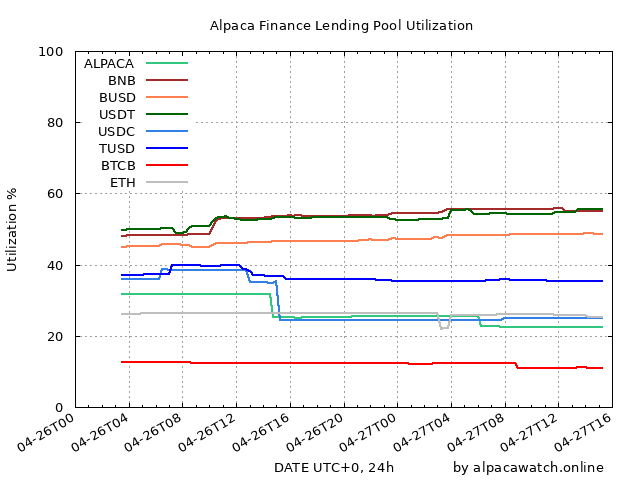 Alpaca Finance Lending Pool Utilization
100
80
60
40
20
0
Utilization %
ALPACA
BNB
BUSD
USDT
USDC
TUSD
BTCB
ETH
04-26T00
04-26T04
04-26T08
04-26T12
04-26T16
04-26T20
04-27T00
04-27T04
04-27T08
04-27T12
04-27T16
DATE UTC+0, 24h
by alpacawatch.online